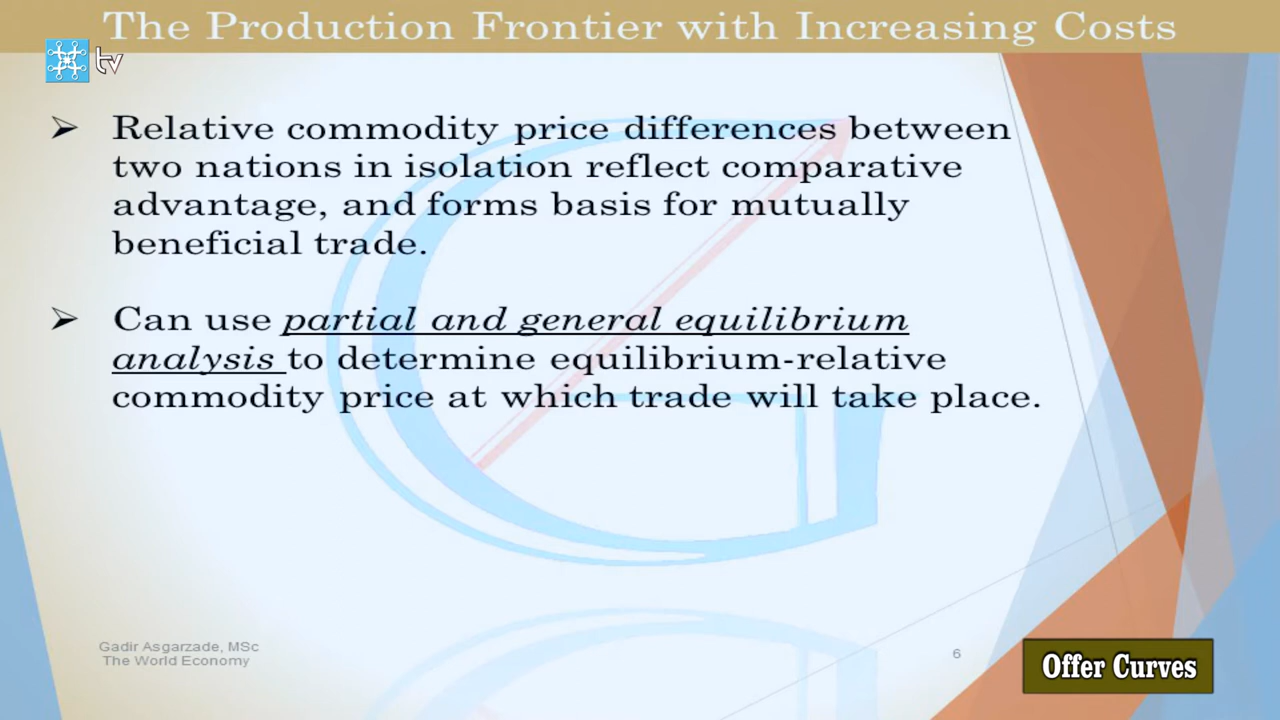 The Production Frontier with Increasing Costs
tv
➢ Relative commodity price differences between
two nations in isolation reflect comparative
advantage, and forms basis for mutually
beneficial trade.
➢ Can use partial and general equilibrium
analysis to determine equilibrium-relative
commodity price at which trade will take place.
Gadir Asgarzade, MSc
The World Economy
6
Offer Curves